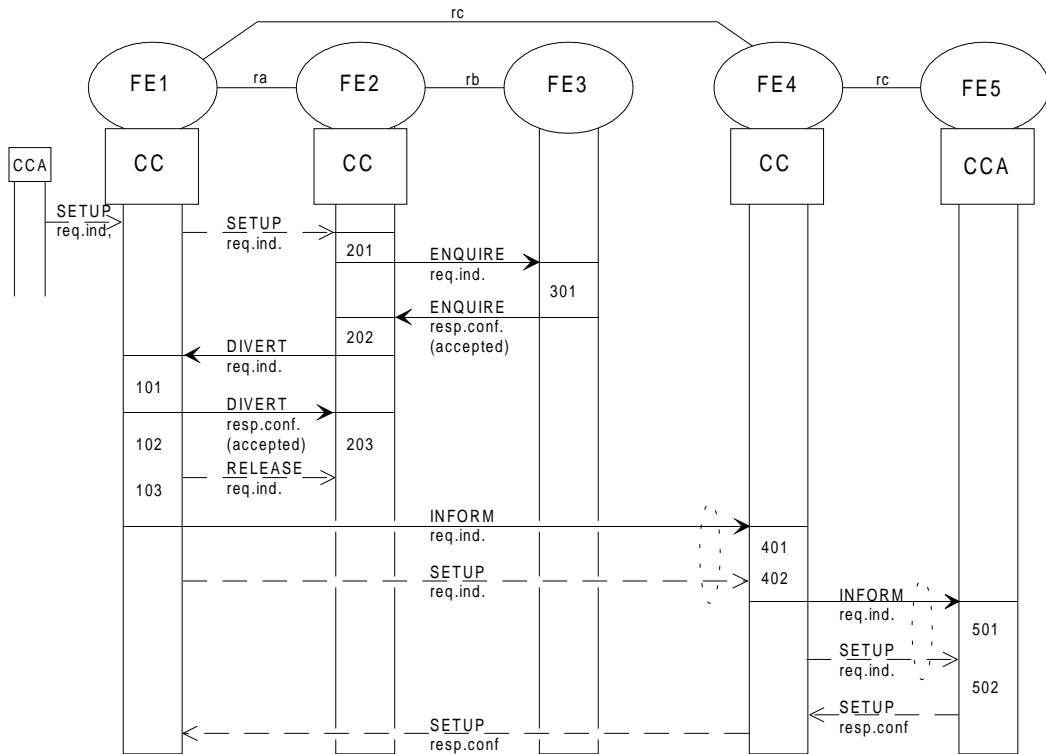 rc
FE1
ra
FE2
rb
FE3
FE4
rc
FE5
CCA
CC
CC
CC
CCA
SETUP
req.ind,
SETUP
req.ind.
201
ENQUIRE
req.ind.
301
ENQUIRE
resp.conf.
(accepted)
202
DIVERT
req.ind.
101
DIVERT
resp.conf.
(accepted)
102
203
RELEASE
req.ind.
103
INFORM
req.ind.
401
SETUP
req.ind.
402
INFORM
req.ind.
501
SETUP
req.ind.
502
SETUP
resp.conf
SETUP
resp.conf